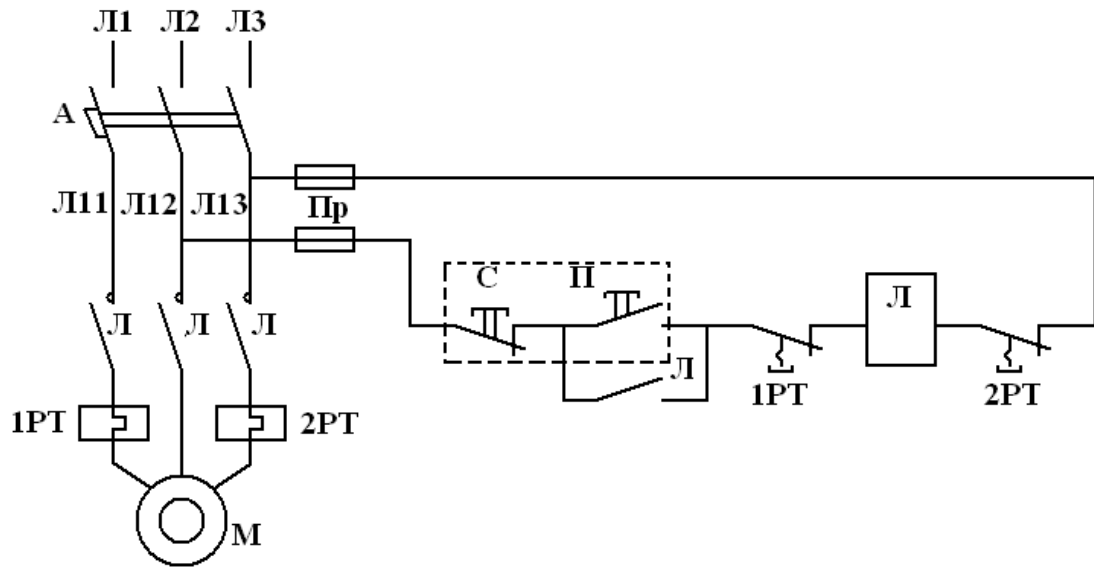 Л1 Л2 Л3
А
Л11 Л12 Л13 Пр
С П
Л Л Л Л
Л
1РТ 2РТ
1РТ 2РТ
М